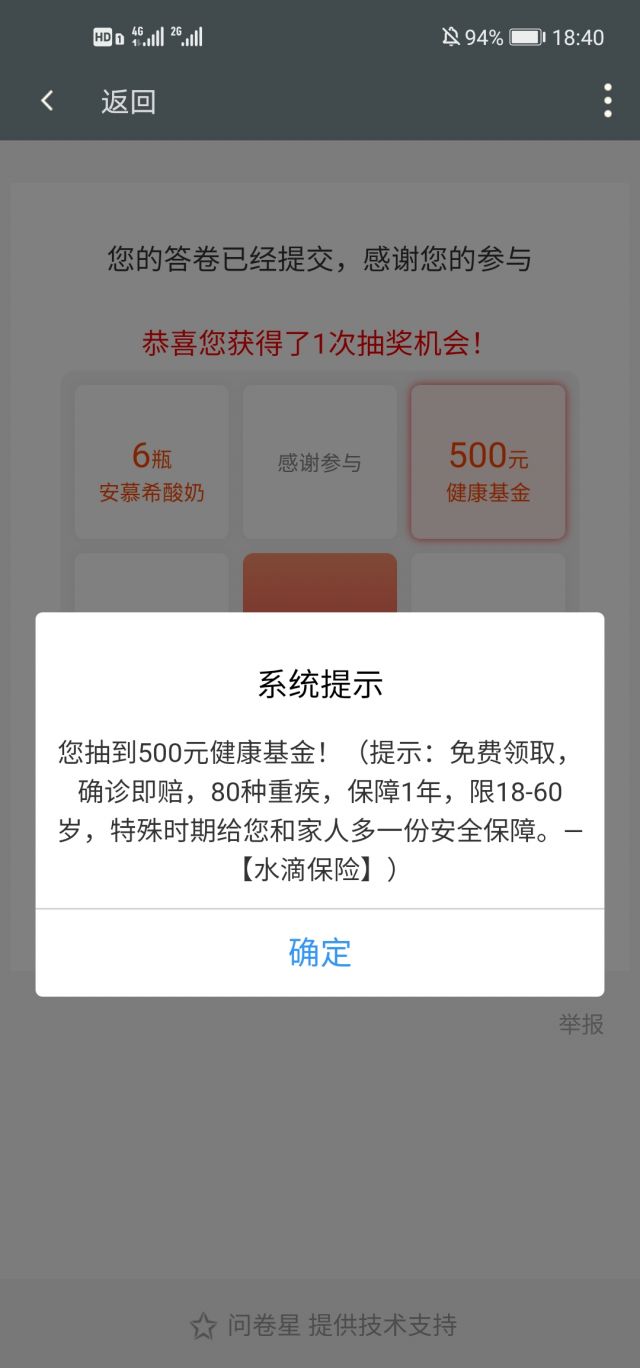 HD 1 4G 2G 94% 18:40
返回
您的答卷已经提交，感谢您的参与
恭喜您获得了1次抽奖机会！
6瓶 感谢参与 500元
安慕希酸奶 健康基金
系统提示
您抽到500元健康基金！（提示：免费领取，
确诊即赔，80种重疾，保障1年，限18-60
岁，特殊时期给您和家人多一份安全保障。—
【水滴保险】）
确定
举报
问卷星 提供技术支持